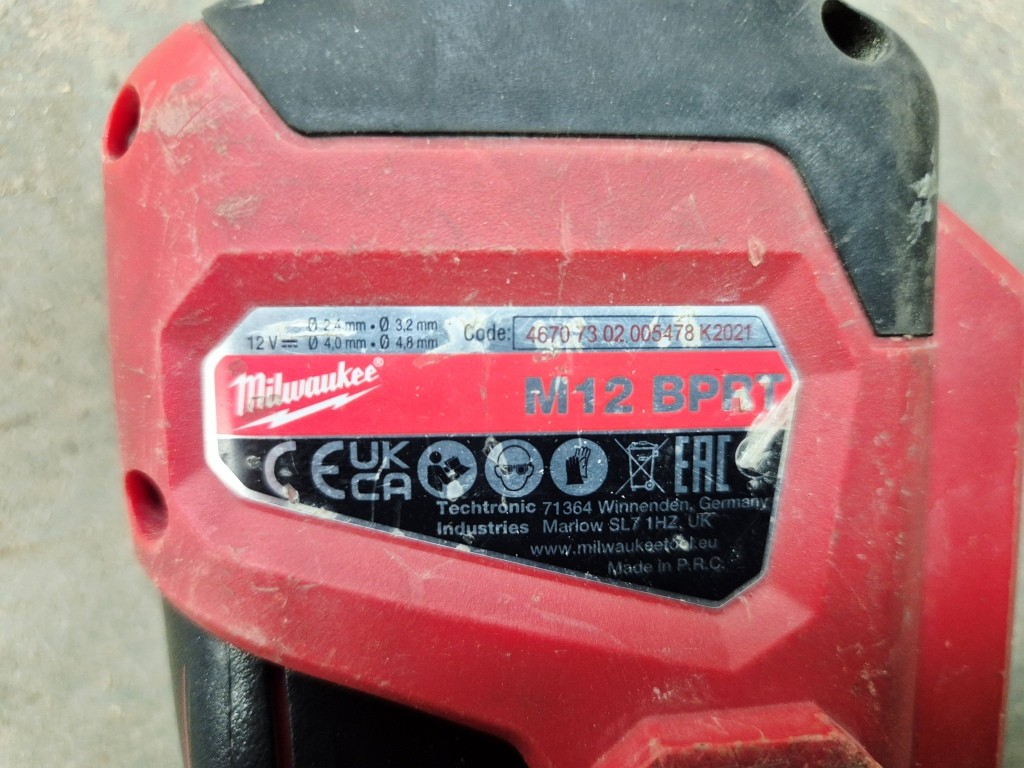 12 V ⎓ Ø 2,4 mm • Ø 3,2 mm
Ø 4,0 mm • Ø 4,8 mm
Code: 4670 73 02 005478 K2021
Milwaukee®
M12 BPRT
CE UK CA EAC
Techtronic 71364 Winnenden, Germany
Industries Marlow SL7 1HZ, UK
www.milwaukeetool.eu
Made in P.R.C.